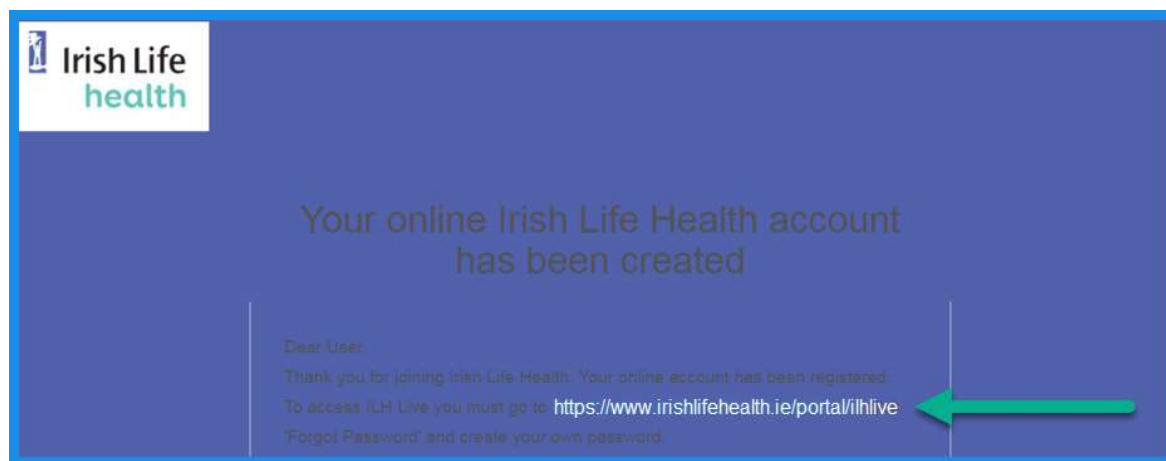 Irish Life
health
Your online Irish Life Health account
has been created
Dear User,
Thank you for joining Irish Life Health. Your online account has been registered.
To access ILH Live you must go to https://www.irishlifehealth.ie/portal/ilhlive
'Forgot Password' and create your own password.